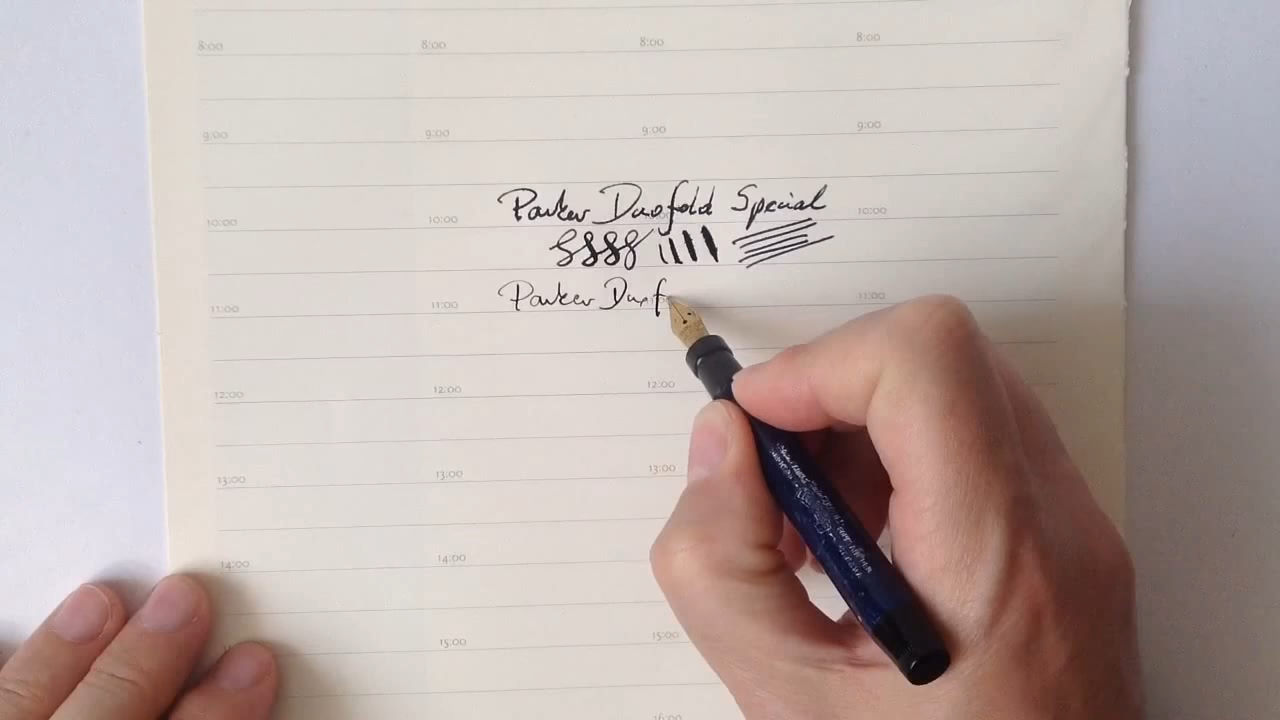 8:00 8:00 8:00 8:00
9:00 9:00 9:00 9:00
Parker Duofold Special
10:00 10:00 10:00
Parker Duof
11:00 11:00 11:00
12:00 12:00 12:00
13:00 13:00 13:00
14:00 14:00
15:00 15:00
16:00